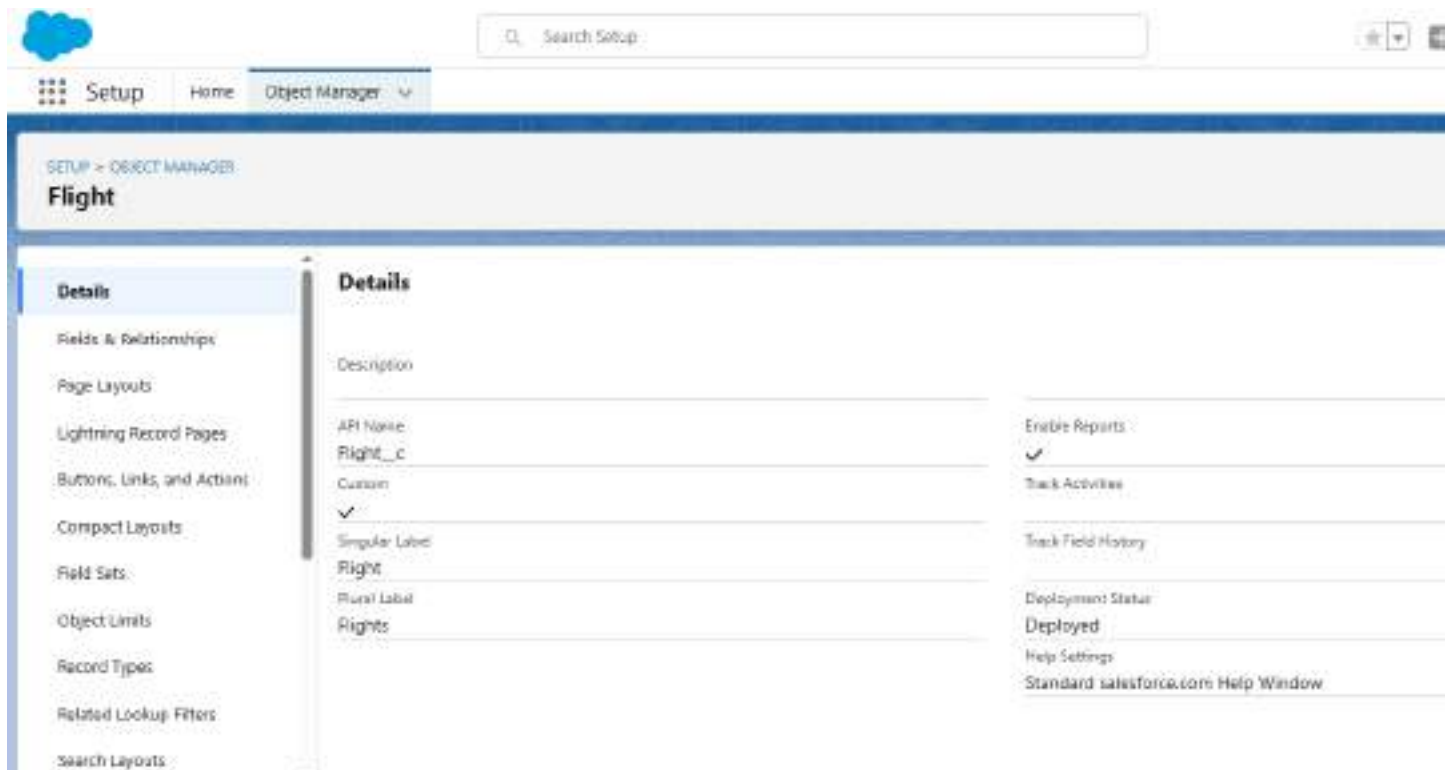 Search Setup
Setup
Home
Object Manager
SETUP > OBJECT MANAGER
Flight
Details
Fields & Relationships
Page Layouts
Lightning Record Pages
Buttons, Links, and Actions
Compact Layouts
Field Sets
Object Limits
Record Types
Related Lookup Filters
Search Layouts
Details
Description
API Name
Flight__c
Custom
Singular Label
Flight
Plural Label
Flights
Enable Reports
Track Activities
Track Field History
Deployment Status
Deployed
Help Settings
Standard salesforce.com Help Window